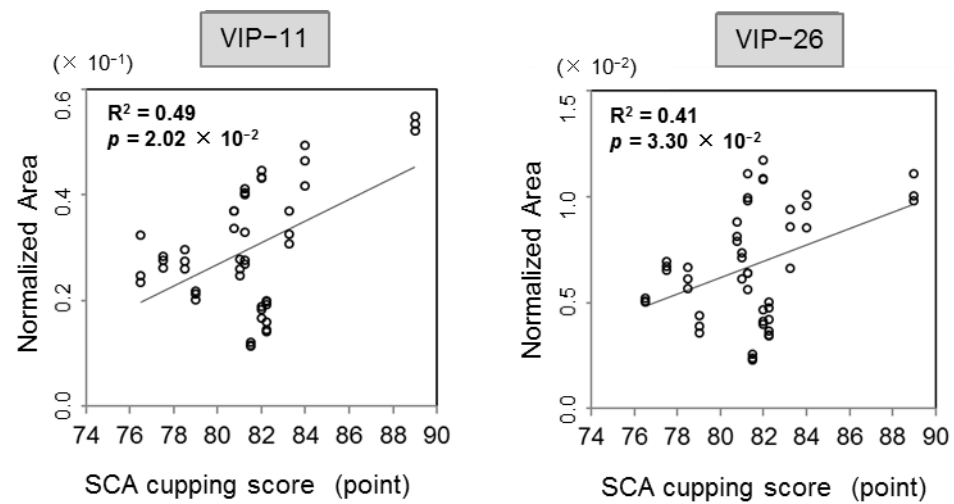 VIP−11
(× 10⁻¹)
R² = 0.49
p = 2.02 × 10⁻²
Normalized Area
0.6
0.4
0.2
0.0
74 76 78 80 82 84 86 88 90
SCA cupping score (point)
VIP−26
(× 10⁻²)
R² = 0.41
p = 3.30 × 10⁻²
Normalized Area
1.5
1.0
0.5
0.0
74 76 78 80 82 84 86 88 90
SCA cupping score (point)